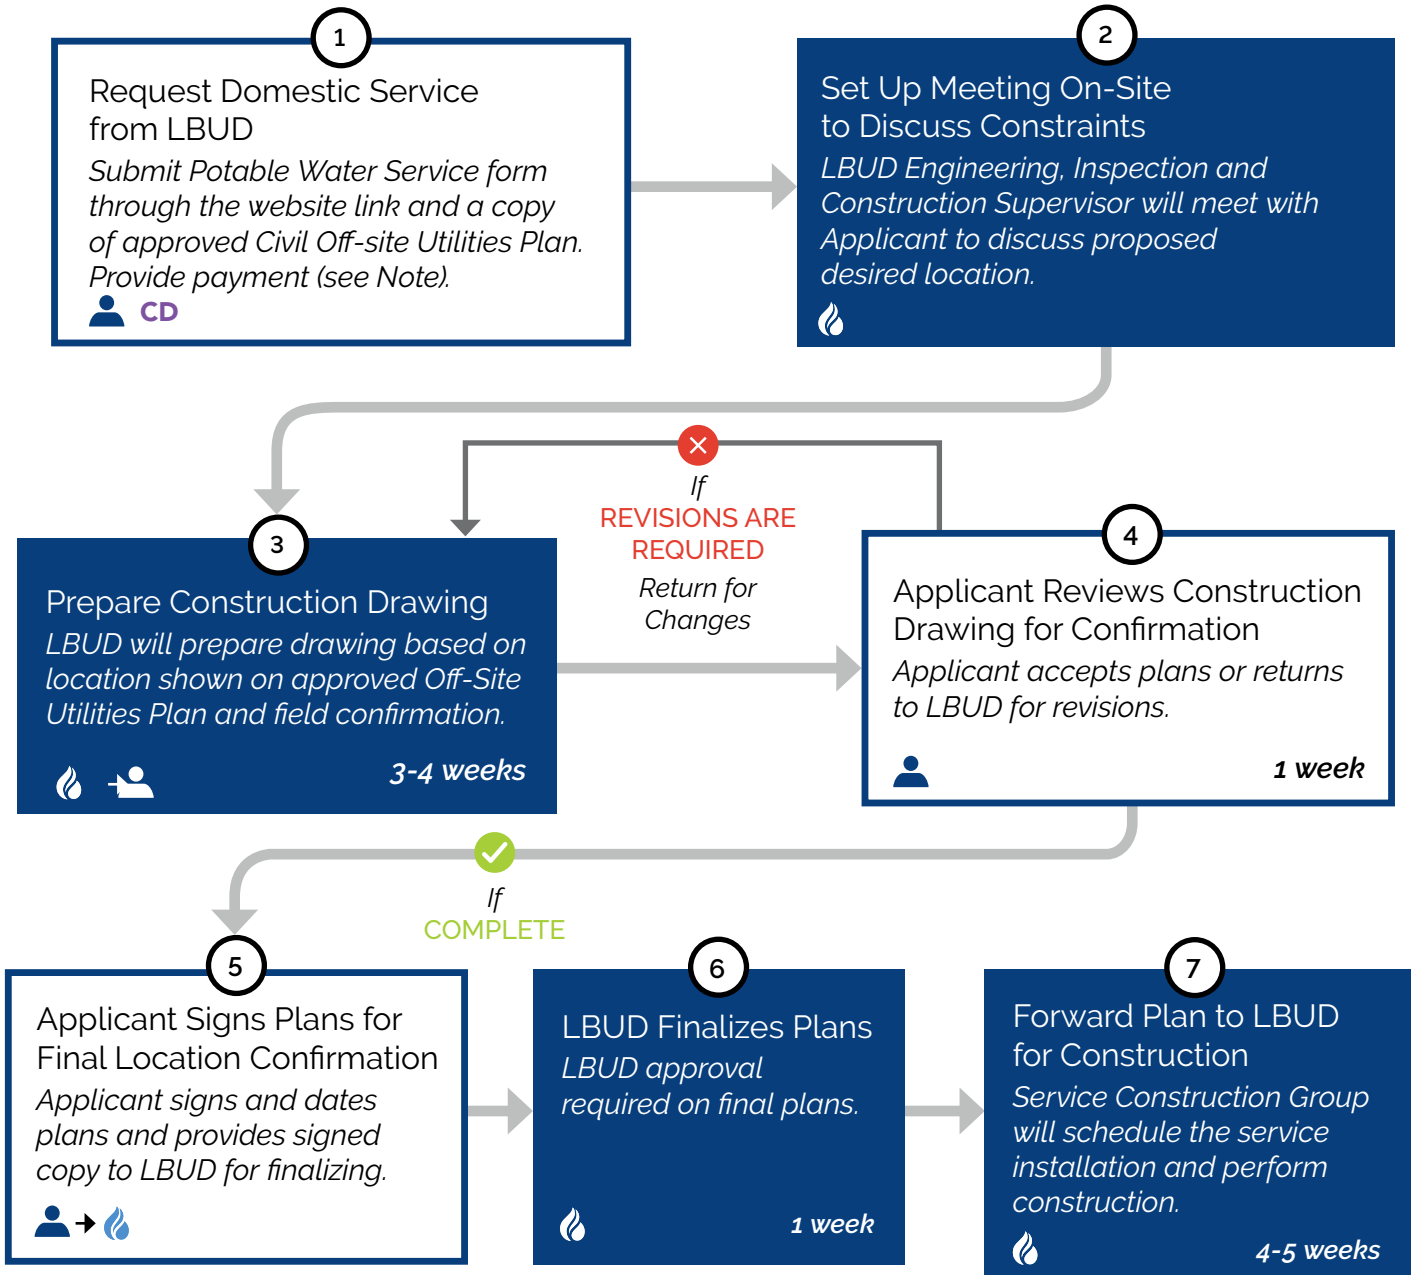 1
Request Domestic Service
from LBUD
Submit Potable Water Service form
through the website link and a copy
of approved Civil Off-site Utilities Plan.
Provide payment (see Note).
CD
2
Set Up Meeting On-Site
to Discuss Constraints
LBUD Engineering, Inspection and
Construction Supervisor will meet with
Applicant to discuss proposed
desired location.
If
REVISIONS ARE
REQUIRED
Return for
Changes
3
Prepare Construction Drawing
LBUD will prepare drawing based on
location shown on approved Off-Site
Utilities Plan and field confirmation.
3-4 weeks
4
Applicant Reviews Construction
Drawing for Confirmation
Applicant accepts plans or returns
to LBUD for revisions.
1 week
If
COMPLETE
5
Applicant Signs Plans for
Final Location Confirmation
Applicant signs and dates
plans and provides signed
copy to LBUD for finalizing.
6
LBUD Finalizes Plans
LBUD approval
required on final plans.
1 week
7
Forward Plan to LBUD
for Construction
Service Construction Group
will schedule the service
installation and perform
construction.
4-5 weeks